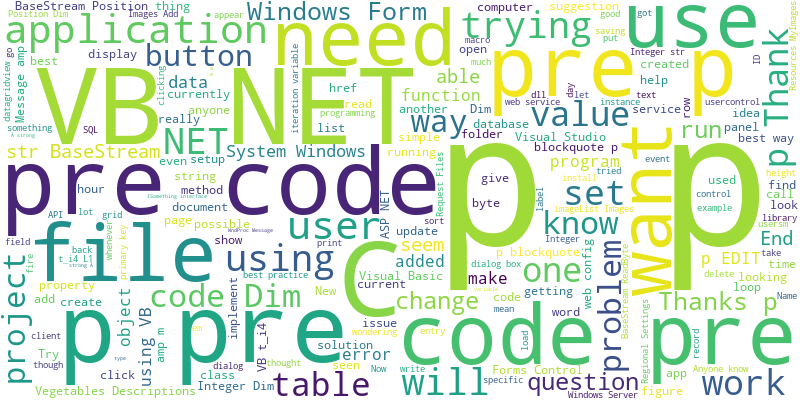 BaseStream Position
thing
Position Dim
Images Add
appear
Windows Form
computer
suggestion
good
saving
put
got
application
button
need
trying
use
datagridview
go
Message amp
display
best
open
macro
much
Integer str
created
help
Resources MyImages
ID
VB NET
data
currently
able
function
pre p
Thank
clicking
anyone
really
SQL
something
A strong
href
read
programming
list
iteration variable
another
Dim
way
value
dll
day
let
text
web service
instance
service
row
usercontrol
idea
database
folder
simple
running
Visual Studio
panel
run
best way
NET
str BaseStream
System Windows
even
setup
string
hour
method
document
blockquote p
program
event
tried
install
height
used
control
example
find
call
look
library
usersm
p
pre code
user
ASP NET
Request Files
give
byte
label
set
want
API
lot
grid
field
page
possible
whenever
show
update
sort
know
imageList Images
Integer
End
take
time
file
using
C
seem
p blockquote
p EDIT
looking
loop
back
t_i4 L1
strong A
fire
primary key
WndProc Message
print
added
dialog box
getting
web config
one
problem
BaseStream ReadByte
delete
Name
project
property
add
create
object
using VB
code Dim
New
Visual Basic
current
best practice
implement
make
change
code
mean
word
Thanks p
p pre
code pre
client
though
Try
click
amp m
class
Integer Dim
VB t_i4
error
solution
seen
dialog
thought
issue
wondering
Now
write
entry
variable
specific
load
Forms Control
Regional Settings
record
app
Anyone know
figure
type
Vegetables Descriptions
table
will
question
Windows Server
work